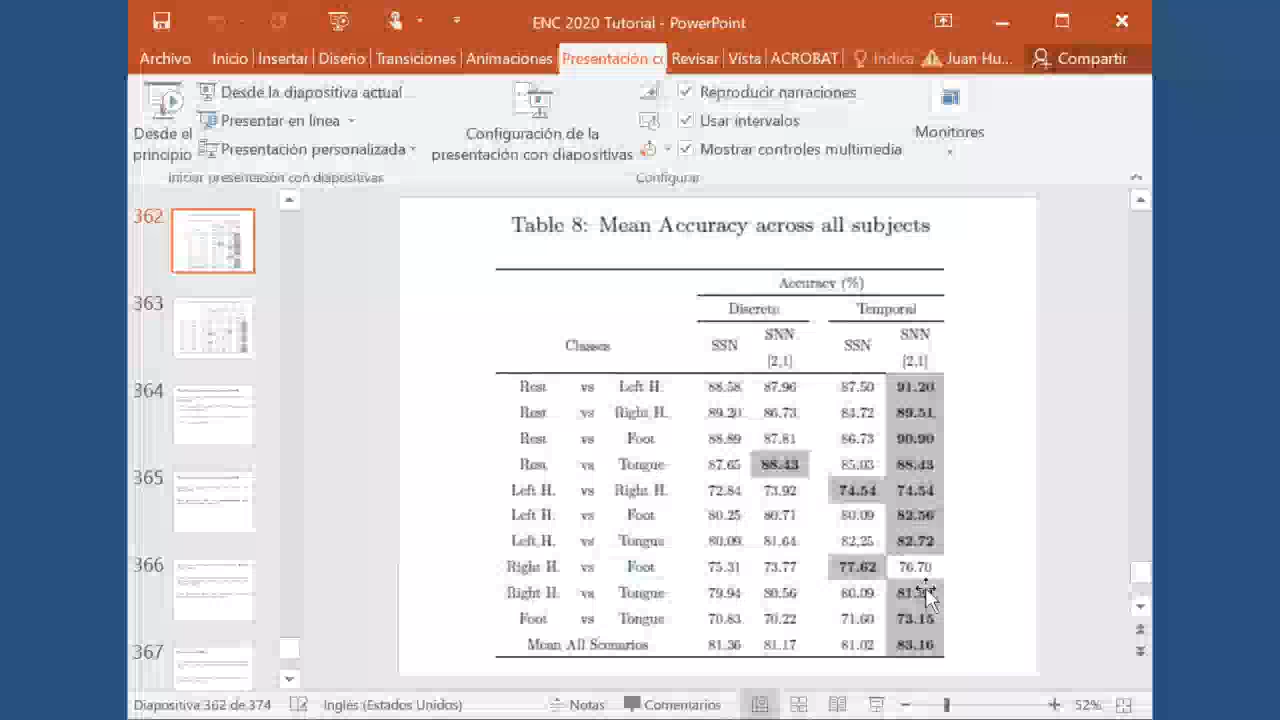 ENC 2020 Tutorial - PowerPoint
Archivo Inicio Insertar Diseño Transiciones Animaciones Presentación co Revisar Vista ACROBAT Indica Juan Hu... Compartir
Desde el principio
Desde la diapositiva actual
Presentar en línea
Presentación personalizada
Iniciar presentación con diapositivas
Configuración de la presentación con diapositivas
Reproducir narraciones
Usar intervalos
Mostrar controles multimedia
Configurar
Monitores
362
363
364
365
366
367
Table 8: Mean Accuracy across all subjects
Accuracy (%)
Discrete Temporal
Classes SSN SNN [2,1] SSN SNN [2,1]
Rest vs Left H. 88.58 87.96 87.50 91.20
Rest vs Right H. 89.20 86.73 84.72 89.51
Rest vs Foot 88.89 87.81 86.73 90.90
Rest vs Tongue 87.65 88.43 85.03 88.43
Left H. vs Right H. 72.84 73.92 74.54 74.54
Left H. vs Foot 80.25 80.71 80.09 82.56
Left H. vs Tongue 80.09 81.64 82.25 82.72
Right H. vs Foot 75.31 73.77 77.62 76.70
Right H. vs Tongue 79.94 80.56 80.09
Foot vs Tongue 70.83 70.22 71.60 73.15
Mean All Scenarios 81.36 81.17 81.02 83.16
Diapositiva 362 de 374 Inglés (Estados Unidos) Notas Comentarios 52%